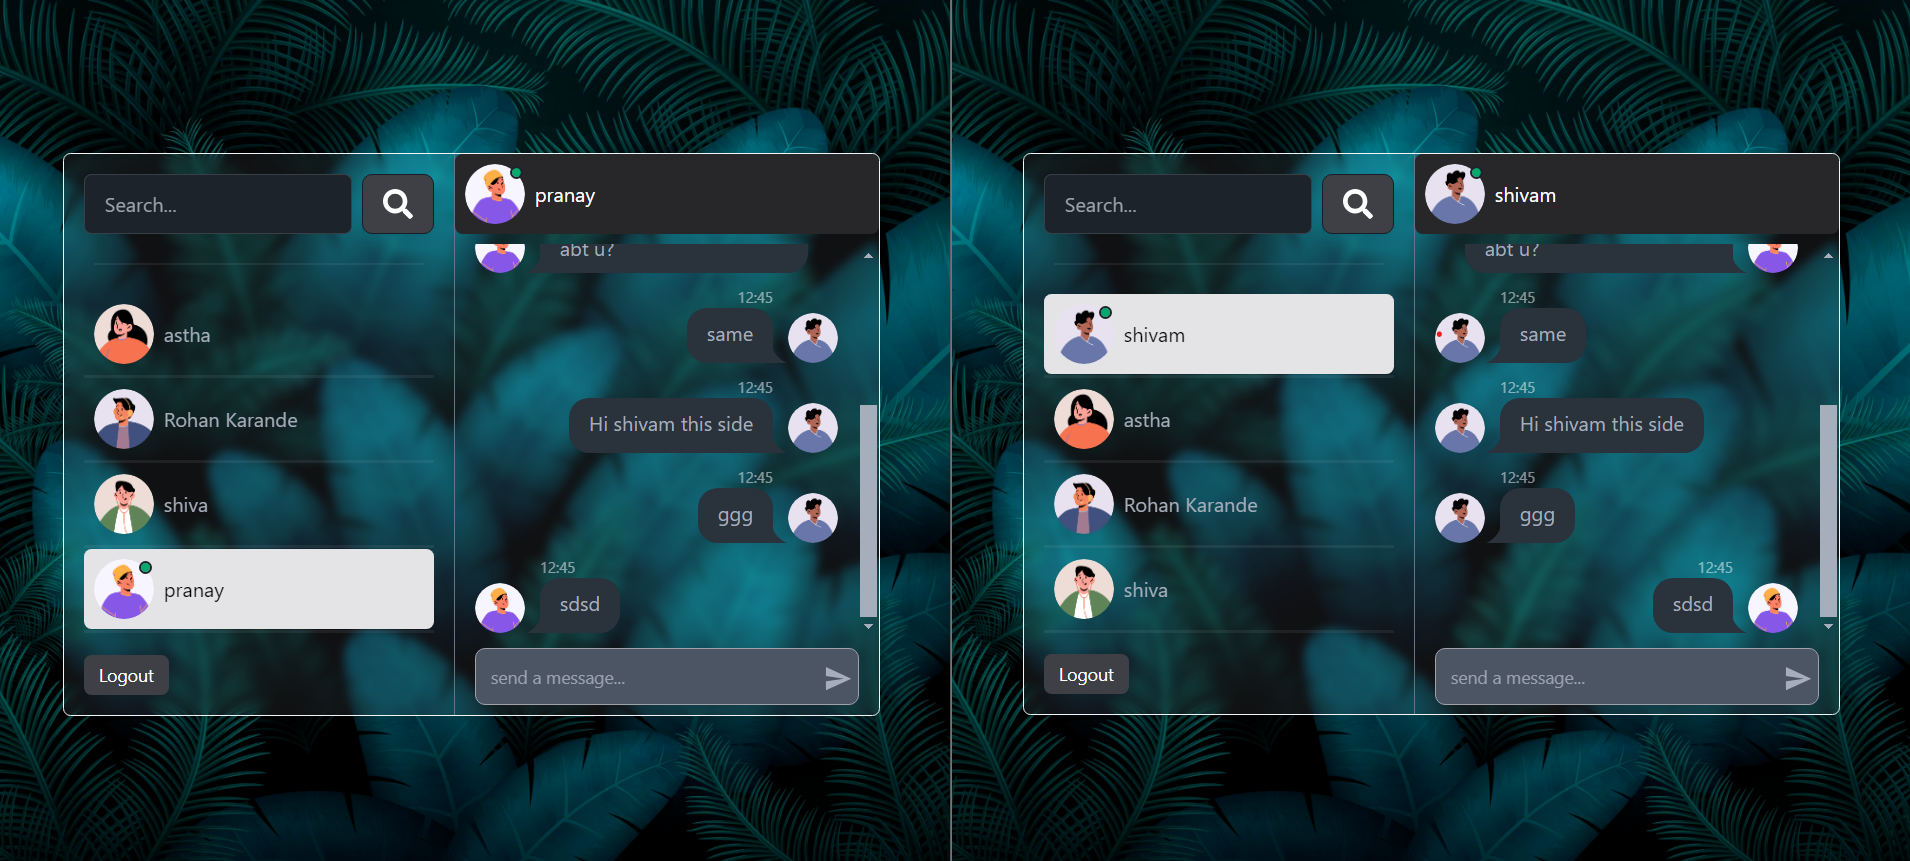 Search...
astha
Rohan Karande
shiva
pranay
Logout
pranay
abt u?
12:45
same
12:45
Hi shivam this side
12:45
ggg
12:45
sdsd
send a message...
Search...
shivam
astha
Rohan Karande
shiva
Logout
shivam
abt u?
12:45
same
12:45
Hi shivam this side
12:45
ggg
12:45
sdsd
send a message...